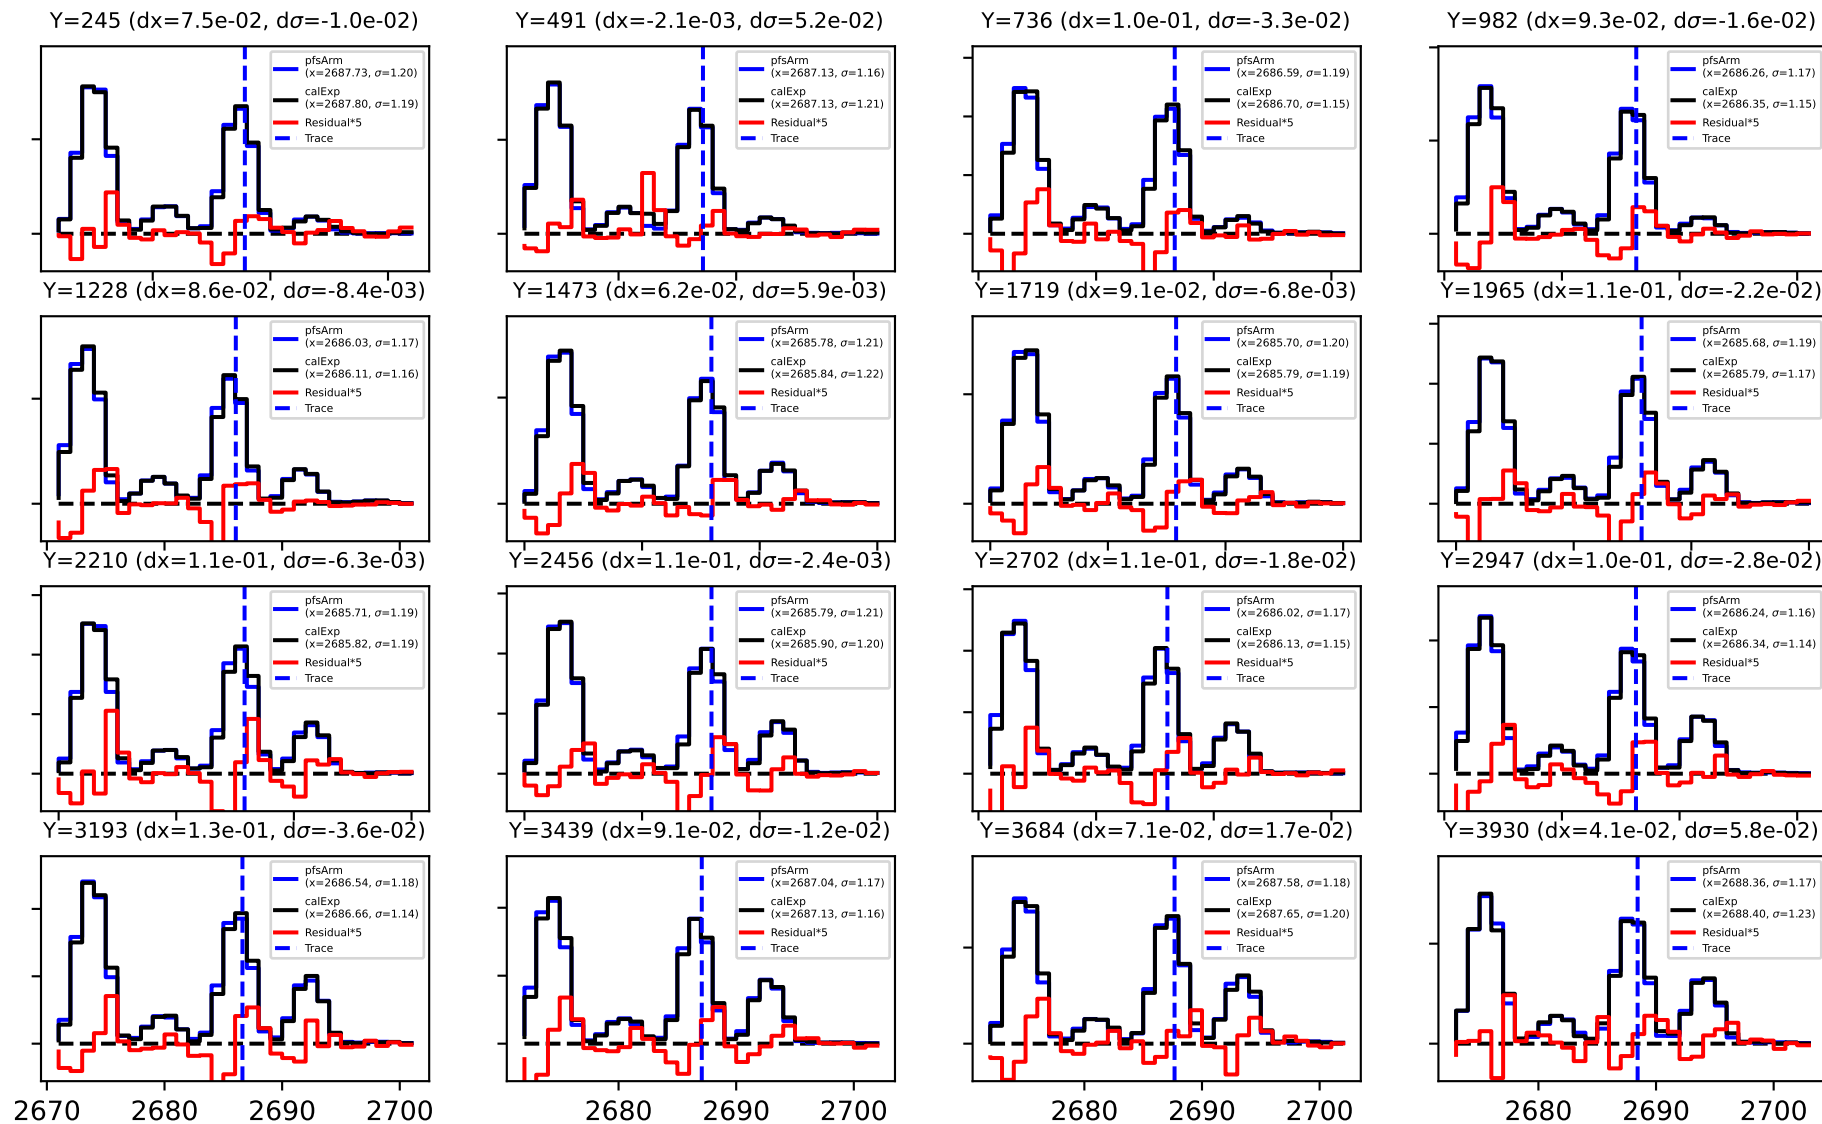 Y=245 (dx=7.5e-02, dσ=-1.0e-02)
Y=491 (dx=-2.1e-03, dσ=5.2e-02)
Y=736 (dx=1.0e-01, dσ=-3.3e-02)
Y=982 (dx=9.3e-02, dσ=-1.6e-02)
pfsArm
(x=2687.73, σ=1.20)
calExp
(x=2687.80, σ=1.19)
Residual*5
Trace
pfsArm
(x=2687.13, σ=1.16)
calExp
(x=2687.13, σ=1.21)
Residual*5
Trace
pfsArm
(x=2686.59, σ=1.19)
calExp
(x=2686.70, σ=1.15)
Residual*5
Trace
pfsArm
(x=2686.26, σ=1.17)
calExp
(x=2686.35, σ=1.15)
Residual*5
Trace
Y=1228 (dx=8.6e-02, dσ=-8.4e-03)
Y=1473 (dx=6.2e-02, dσ=5.9e-03)
Y=1719 (dx=9.1e-02, dσ=-6.8e-03)
Y=1965 (dx=1.1e-01, dσ=-2.2e-02)
pfsArm
(x=2686.03, σ=1.17)
calExp
(x=2686.11, σ=1.16)
Residual*5
Trace
pfsArm
(x=2685.78, σ=1.21)
calExp
(x=2685.84, σ=1.22)
Residual*5
Trace
pfsArm
(x=2685.70, σ=1.20)
calExp
(x=2685.79, σ=1.19)
Residual*5
Trace
pfsArm
(x=2685.68, σ=1.19)
calExp
(x=2685.79, σ=1.17)
Residual*5
Trace
Y=2210 (dx=1.1e-01, dσ=-6.3e-03)
Y=2456 (dx=1.1e-01, dσ=-2.4e-03)
Y=2702 (dx=1.1e-01, dσ=-1.8e-02)
Y=2947 (dx=1.0e-01, dσ=-2.8e-02)
pfsArm
(x=2685.71, σ=1.19)
calExp
(x=2685.82, σ=1.19)
Residual*5
Trace
pfsArm
(x=2685.79, σ=1.21)
calExp
(x=2685.90, σ=1.20)
Residual*5
Trace
pfsArm
(x=2686.02, σ=1.17)
calExp
(x=2686.13, σ=1.15)
Residual*5
Trace
pfsArm
(x=2686.24, σ=1.16)
calExp
(x=2686.34, σ=1.14)
Residual*5
Trace
Y=3193 (dx=1.3e-01, dσ=-3.6e-02)
Y=3439 (dx=9.1e-02, dσ=-1.2e-02)
Y=3684 (dx=7.1e-02, dσ=1.7e-02)
Y=3930 (dx=4.1e-02, dσ=5.8e-02)
pfsArm
(x=2686.54, σ=1.18)
calExp
(x=2686.66, σ=1.14)
Residual*5
Trace
pfsArm
(x=2687.04, σ=1.17)
calExp
(x=2687.13, σ=1.16)
Residual*5
Trace
pfsArm
(x=2687.58, σ=1.18)
calExp
(x=2687.65, σ=1.20)
Residual*5
Trace
pfsArm
(x=2688.36, σ=1.17)
calExp
(x=2688.40, σ=1.23)
Residual*5
Trace
2670 2680 2690 2700
2680 2690 2700
2680 2690 2700
2680 2690 2700